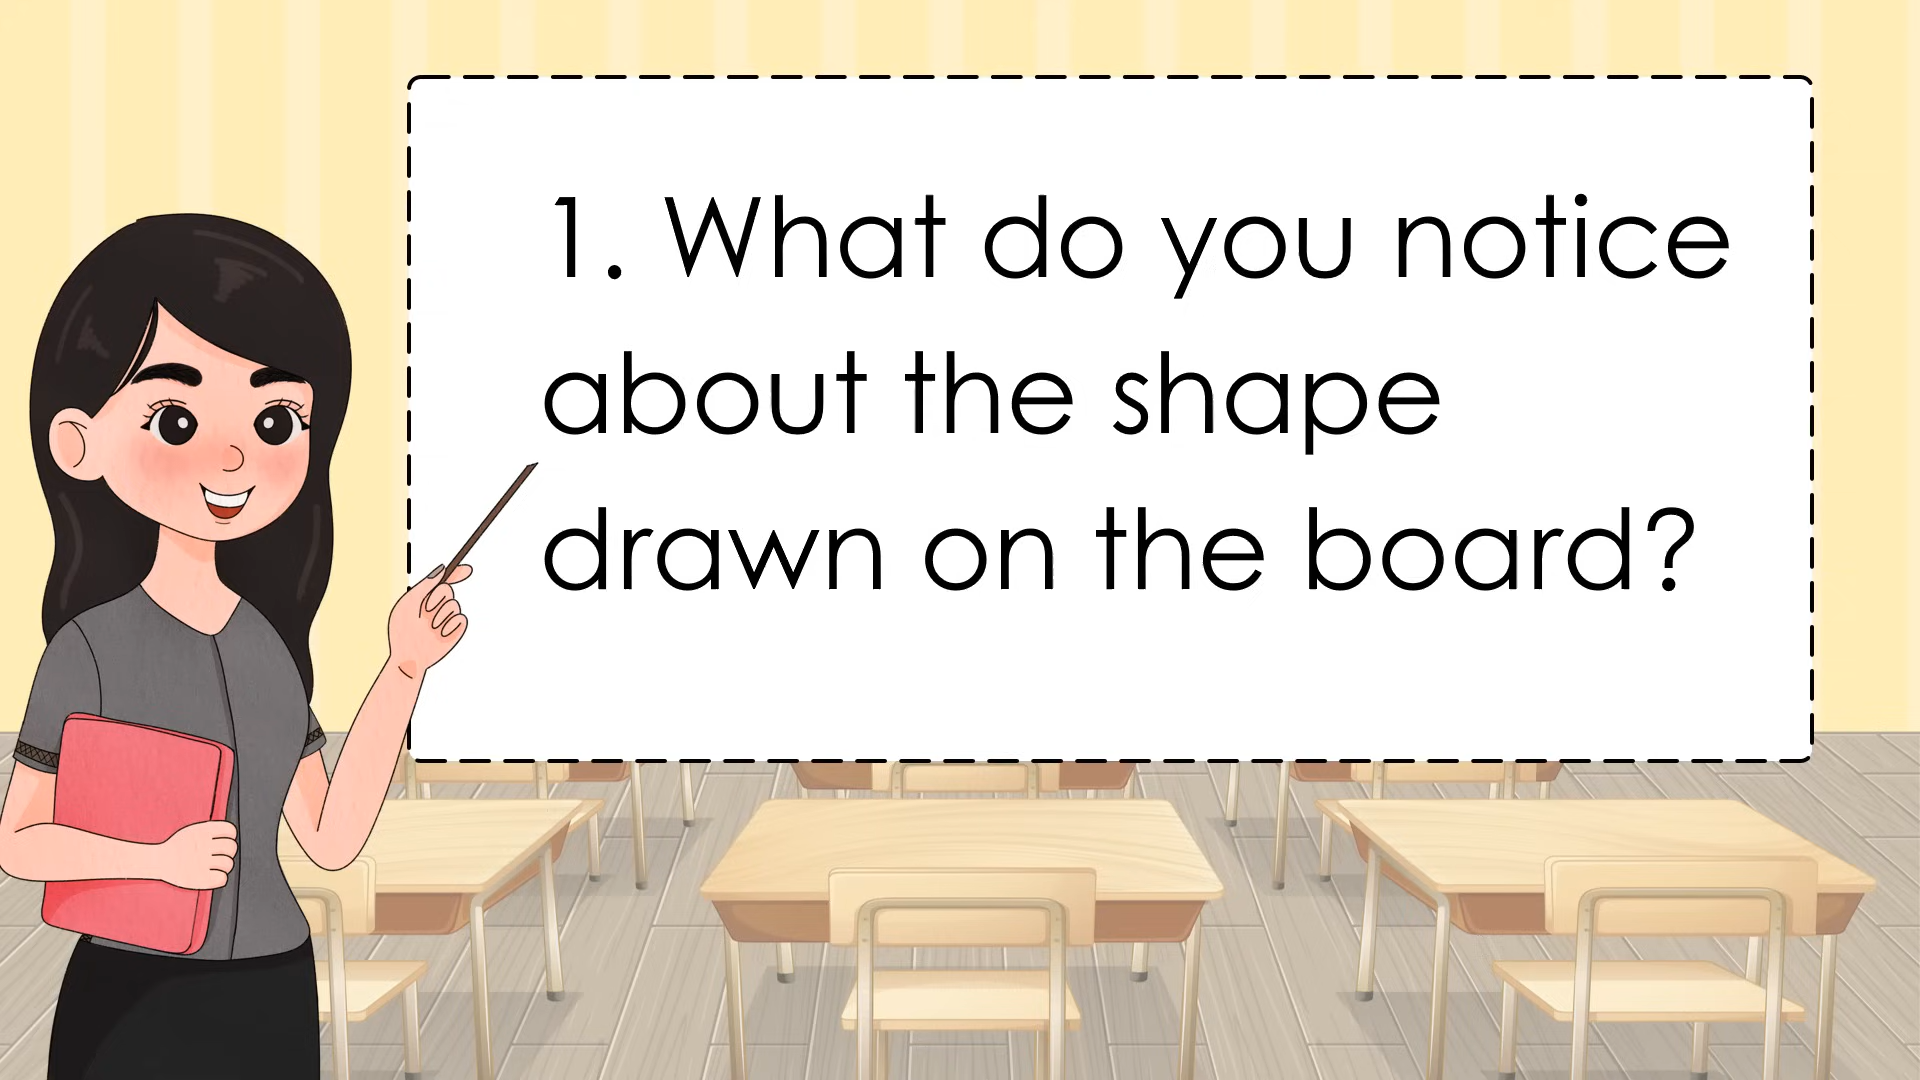 1. What do you notice
about the shape
drawn on the board?